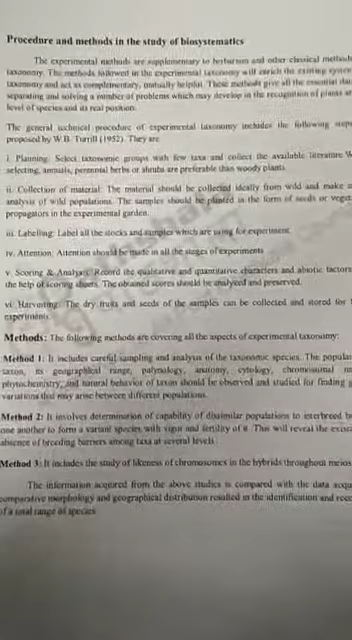 Procedure and methods in the study of biosystematics
The experimental methods are supplementary to herbarium and other classical methods
taxonomy. The methods followed in the experimental taxonomy will enrich the existing system
taxonomy and act as complementary, mutually helpful. These methods give all the essential data
separating and solving a number of problems which may develop in the recognition of plants at
level of species and its real position.
The general technical procedure of experimental taxonomy includes the following steps
proposed by W.B. Turrill (1952). They are
i. Planning: Select taxonomic groups with few taxa and collect the available literature W
selecting, annuals, perennial herbs or shrubs are preferable than woody plants.
ii. Collection of material: The material should be collected ideally from wild and make a
analysis of wild populations. The samples should be planted in the form of seeds or veget
propagators in the experimental garden.
iii. Labelling: Label all the stocks and samples which are using for experiment.
iv. Attention: Attention should be made in all the stages of experiments
v. Scoring & Analysis: Record the qualitative and quantitative characters and abiotic factors
the help of scoring sheets. The obtained scores should be analyzed and preserved.
vi. Harvesting: The dry fruits and seeds of the samples can be collected and stored for
experiments.
Methods: The following methods are covering all the aspects of experimental taxonomy:
Method 1: It includes careful sampling and analysis of the taxonomic species. The popula
taxon, its geographical range, palynology, anatomy, cytology, chromosomal nu
phytochemistry, and natural behavior of taxon should be observed and studied for finding
variations that may arise between different populations.
Method 2: It involves determination of capability of dissimilar populations to interbreed
one another to form a variant species with vigor and fertility of it. This will reveal the
absence of breeding barriers among taxa at several levels.
Method 3: It includes the study of likeness of chromosomes in the hybrids throughout meios
The information acquired from the above studies is compared with the data acqu
comparative morphology and geographical distribution resulted in the identification and reco
of a total range of species.